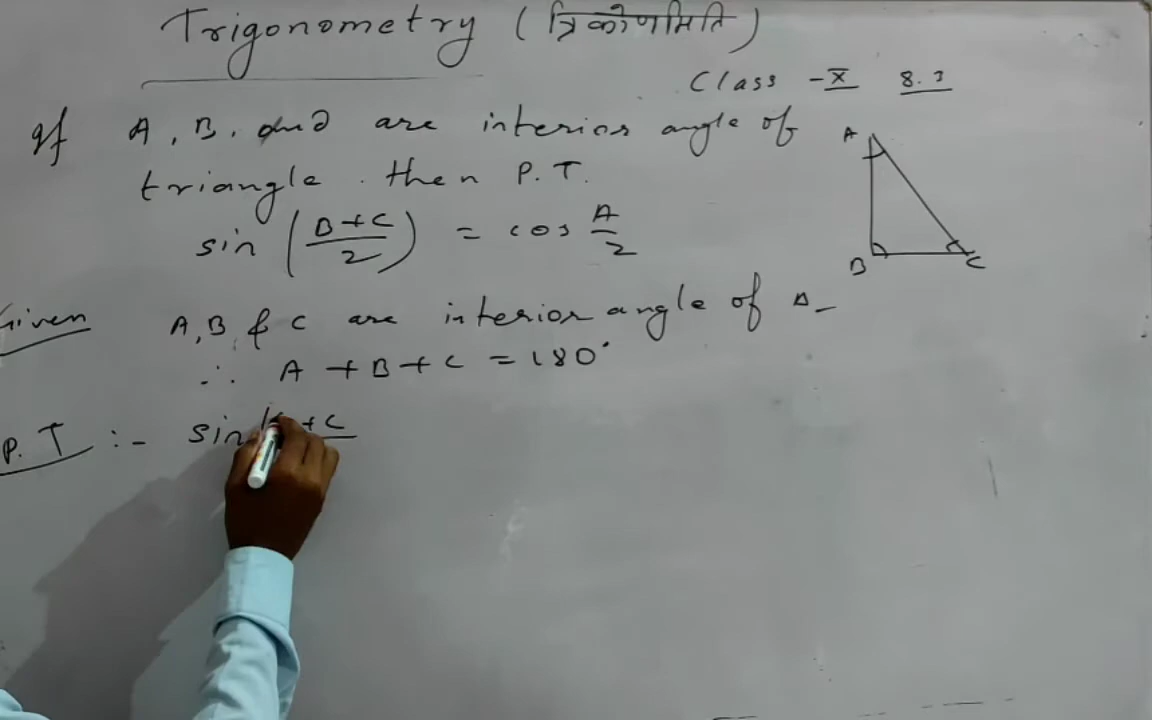 Trigonometry (त्रिकोणमिति)
Class - X 8.3
If A, B, and are interior angle of
triangle. then P.T.
sin (B+C/2) = cos A/2
A
B
C
Given A, B & C are interior angle of Δ
∴ A + B + C = 180°
P.T :- sin +C